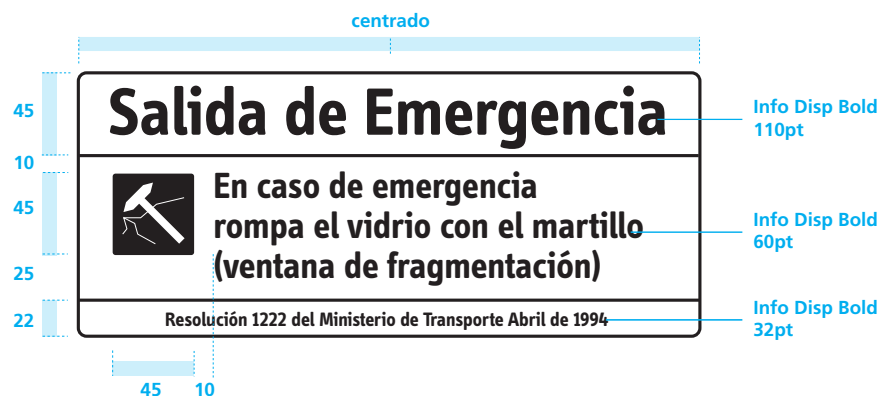 centrado
45
Salida de Emergencia
Info Disp Bold
110pt
10
45
En caso de emergencia
rompa el vidrio con el martillo
(ventana de fragmentación)
Info Disp Bold
60pt
25
22
Resolución 1222 del Ministerio de Transporte Abril de 1994
Info Disp Bold
32pt
45
10